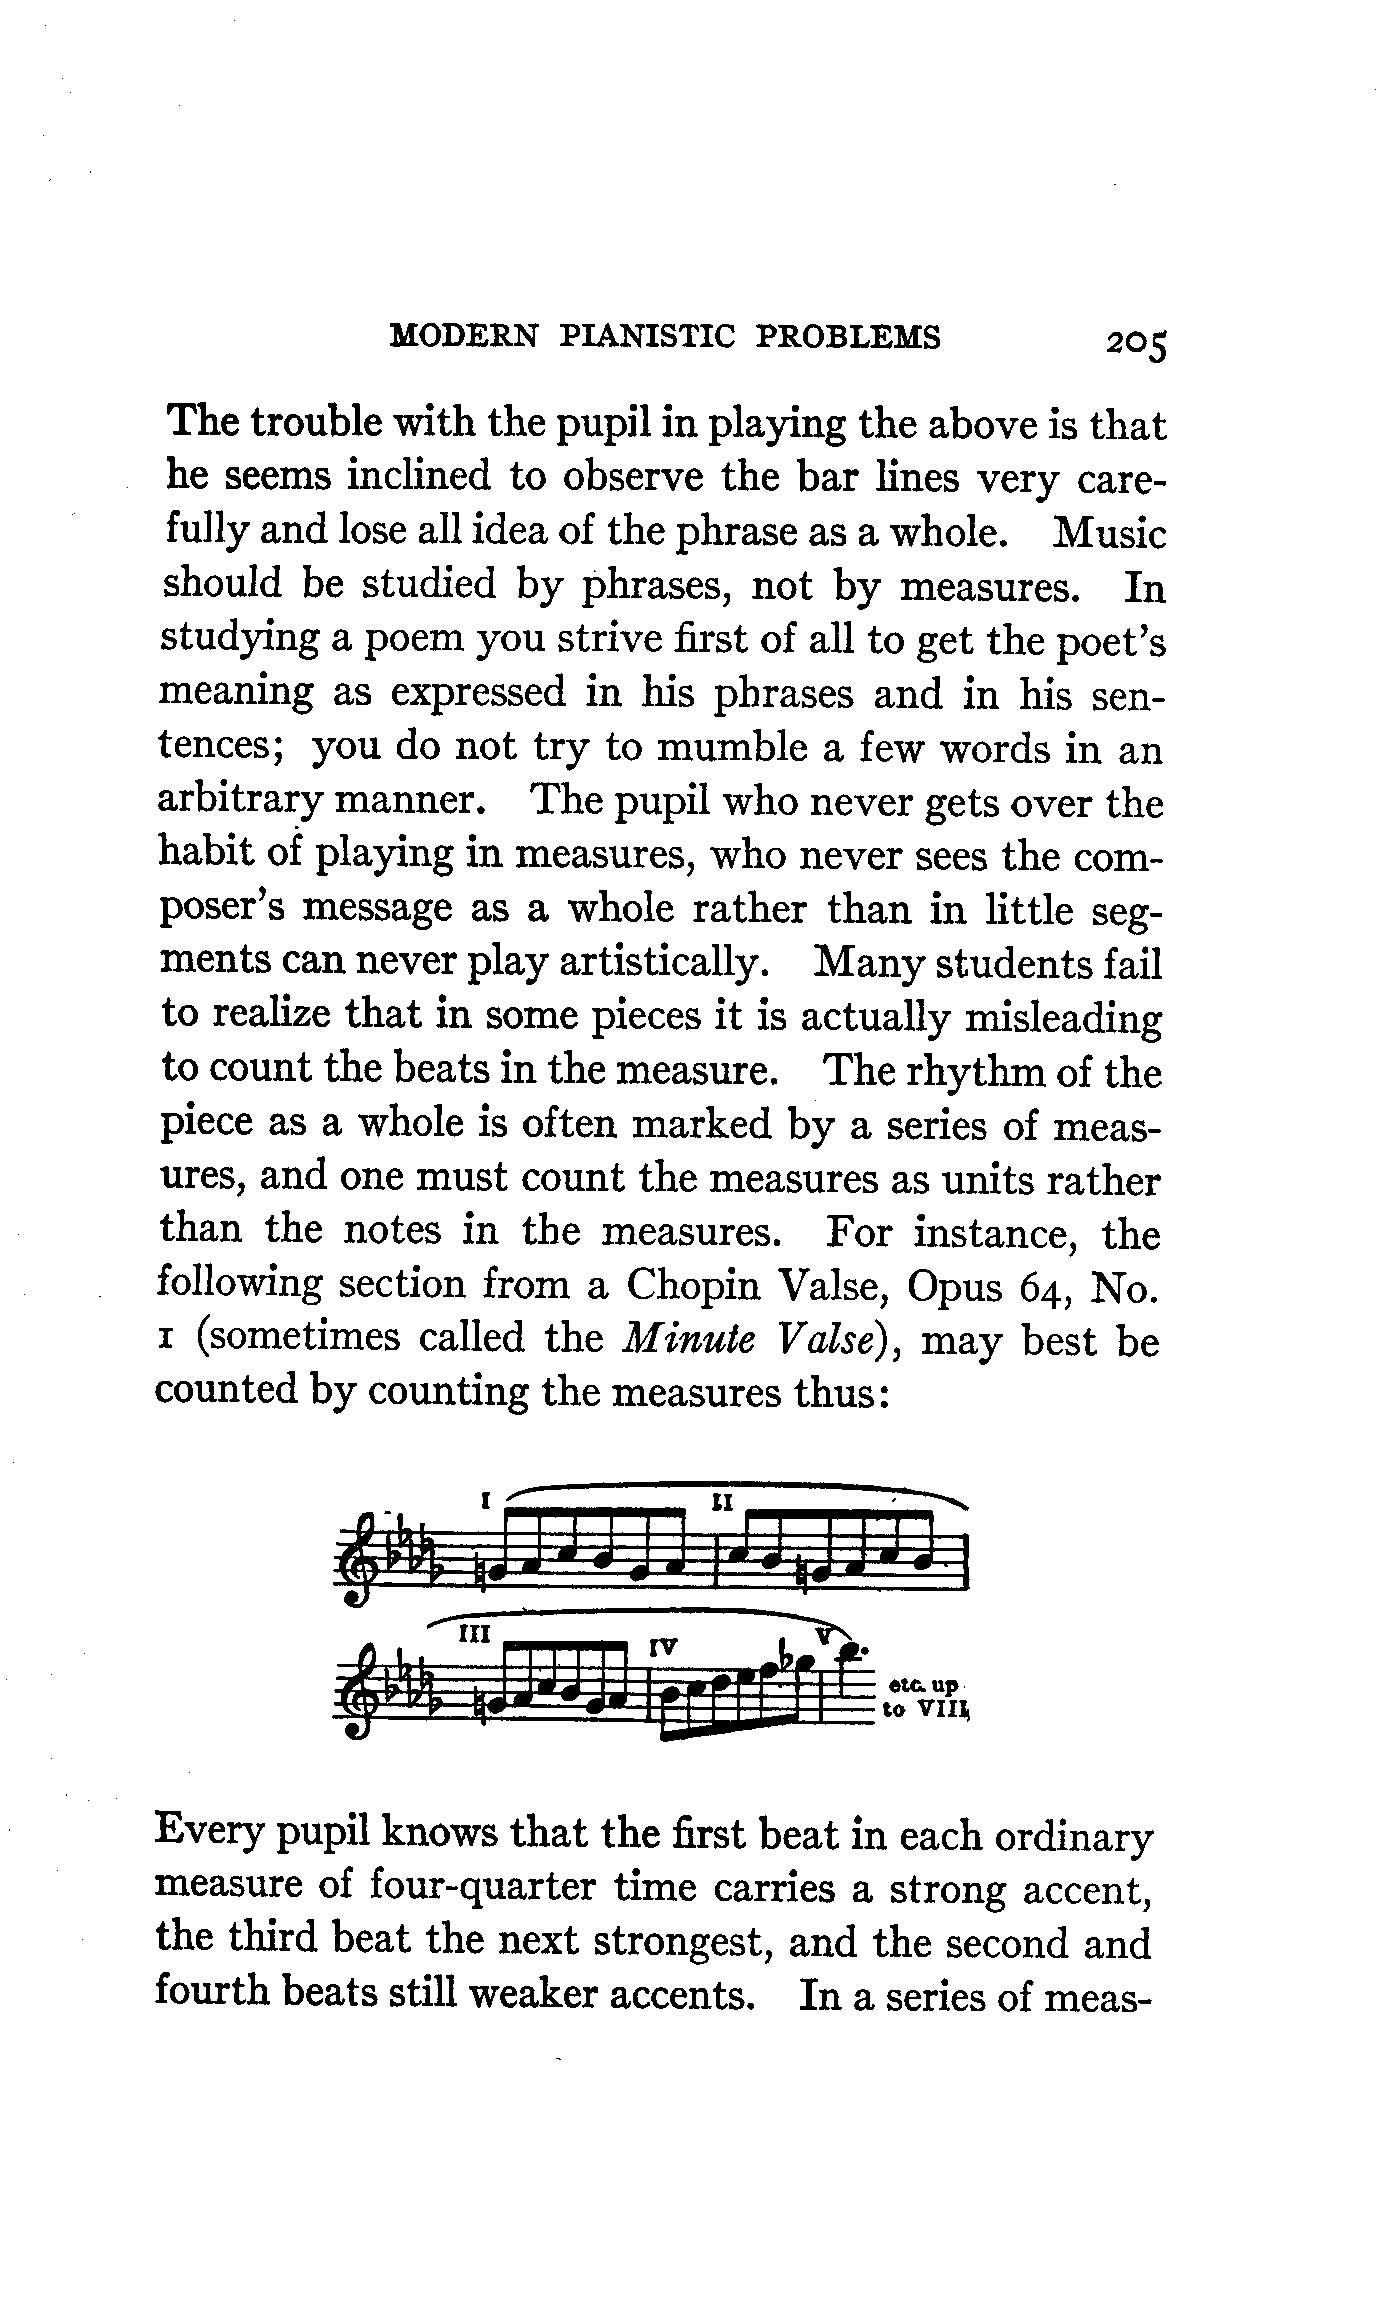 MODERN PIANISTIC PROBLEMS 205
The trouble with the pupil in playing the above is that
he seems inclined to observe the bar lines very care-
fully and lose all idea of the phrase as a whole. Music
should be studied by phrases, not by measures. In
studying a poem you strive first of all to get the poet's
meaning as expressed in his phrases and in his sen-
tences; you do not try to mumble a few words in an
arbitrary manner. The pupil who never gets over the
habit of playing in measures, who never sees the com-
poser's message as a whole rather than in little seg-
ments can never play artistically. Many students fail
to realize that in some pieces it is actually misleading
to count the beats in the measure. The rhythm of the
piece as a whole is often marked by a series of meas-
ures, and one must count the measures as units rather
than the notes in the measures. For instance, the
following section from a Chopin Valse, Opus 64, No.
1 (sometimes called the Minute Valse), may best be
counted by counting the measures thus:
I II
III IV V
etc. up
to VIII,
Every pupil knows that the first beat in each ordinary
measure of four-quarter time carries a strong accent,
the third beat the next strongest, and the second and
fourth beats still weaker accents. In a series of meas-